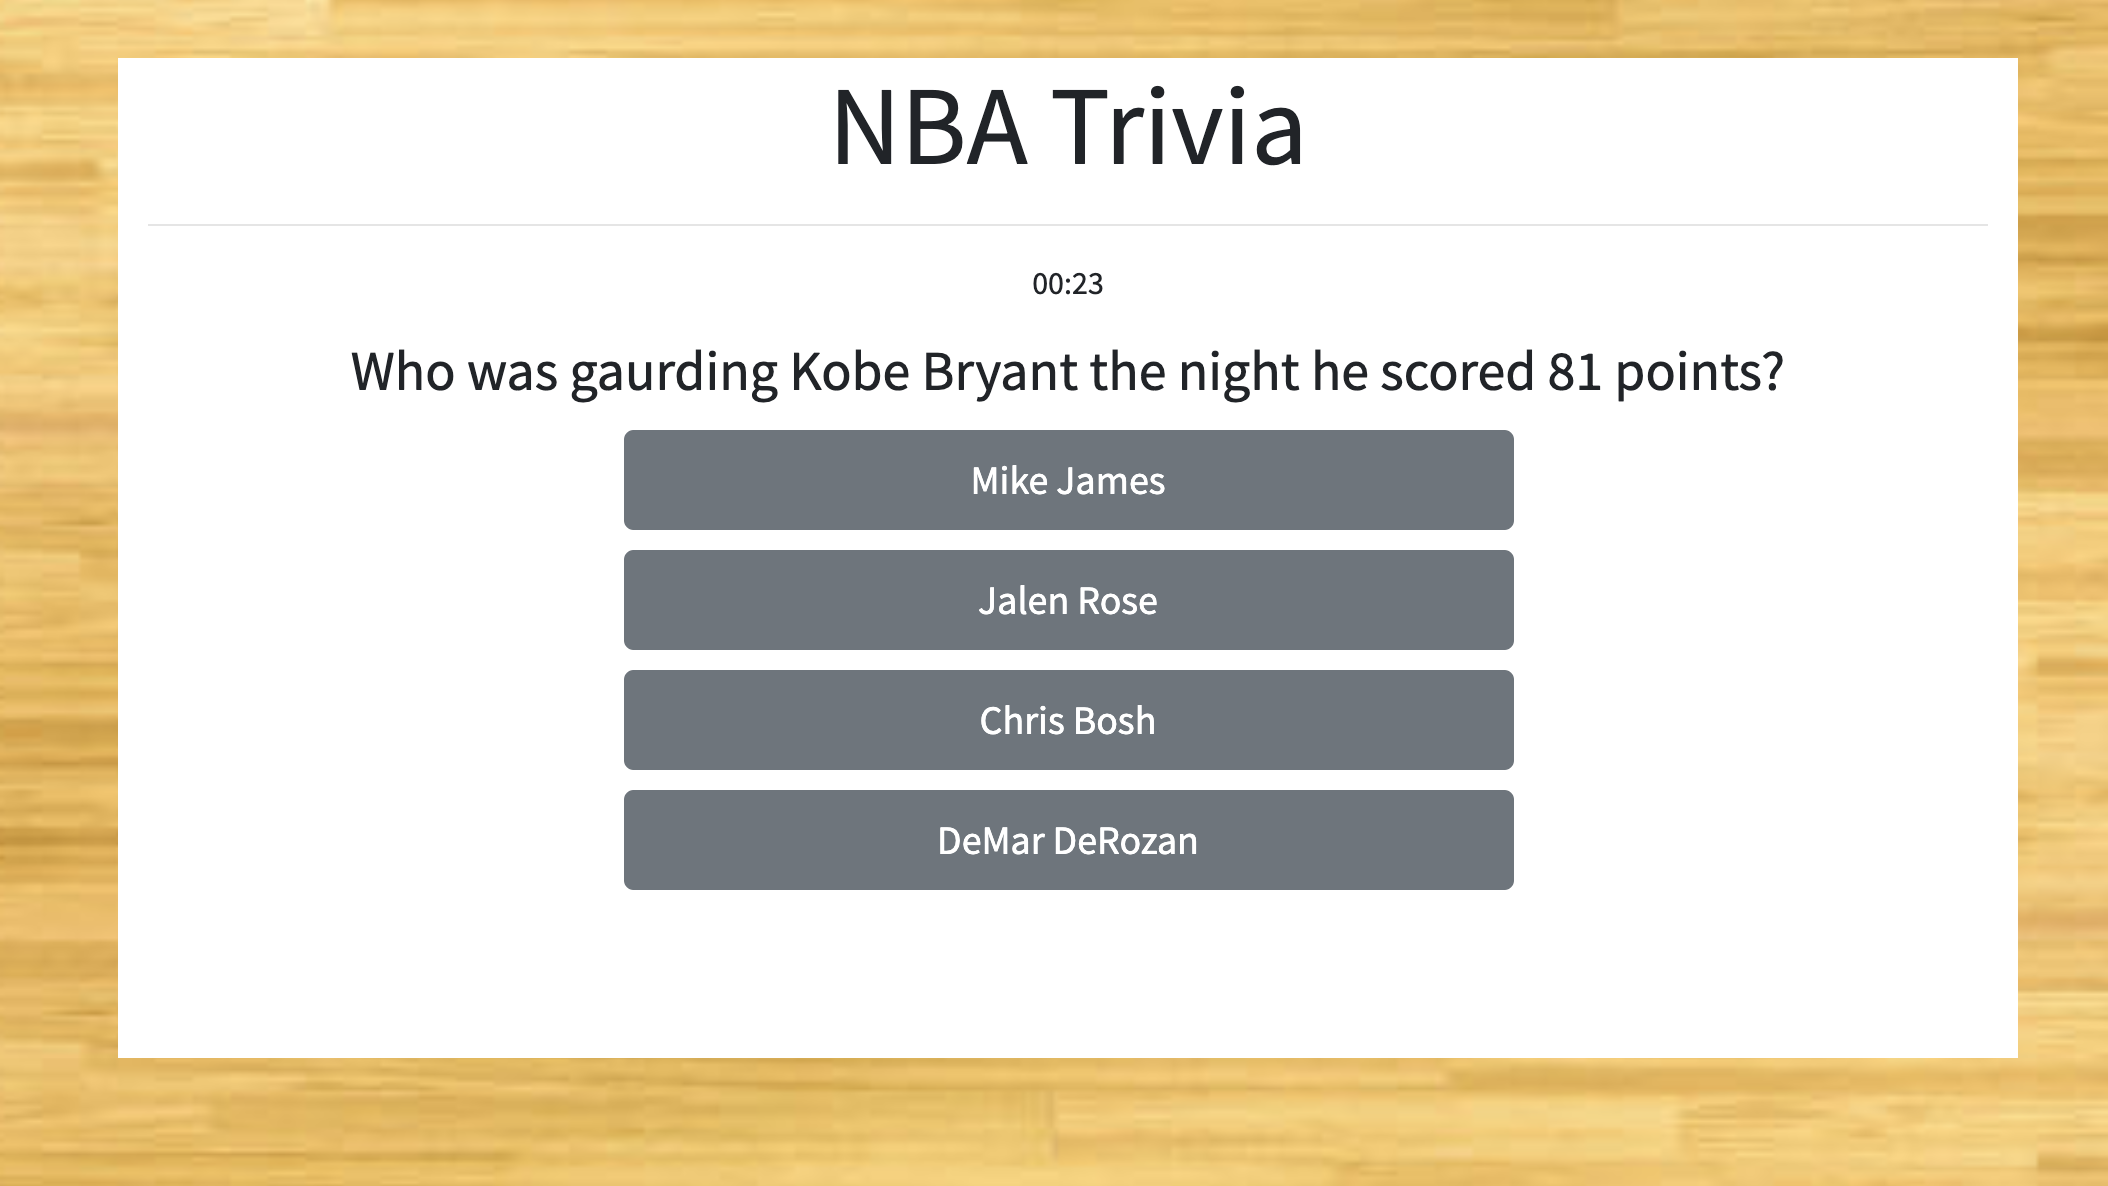 NBA Trivia
00:23
Who was gaurding Kobe Bryant the night he scored 81 points?
Mike James
Jalen Rose
Chris Bosh
DeMar DeRozan